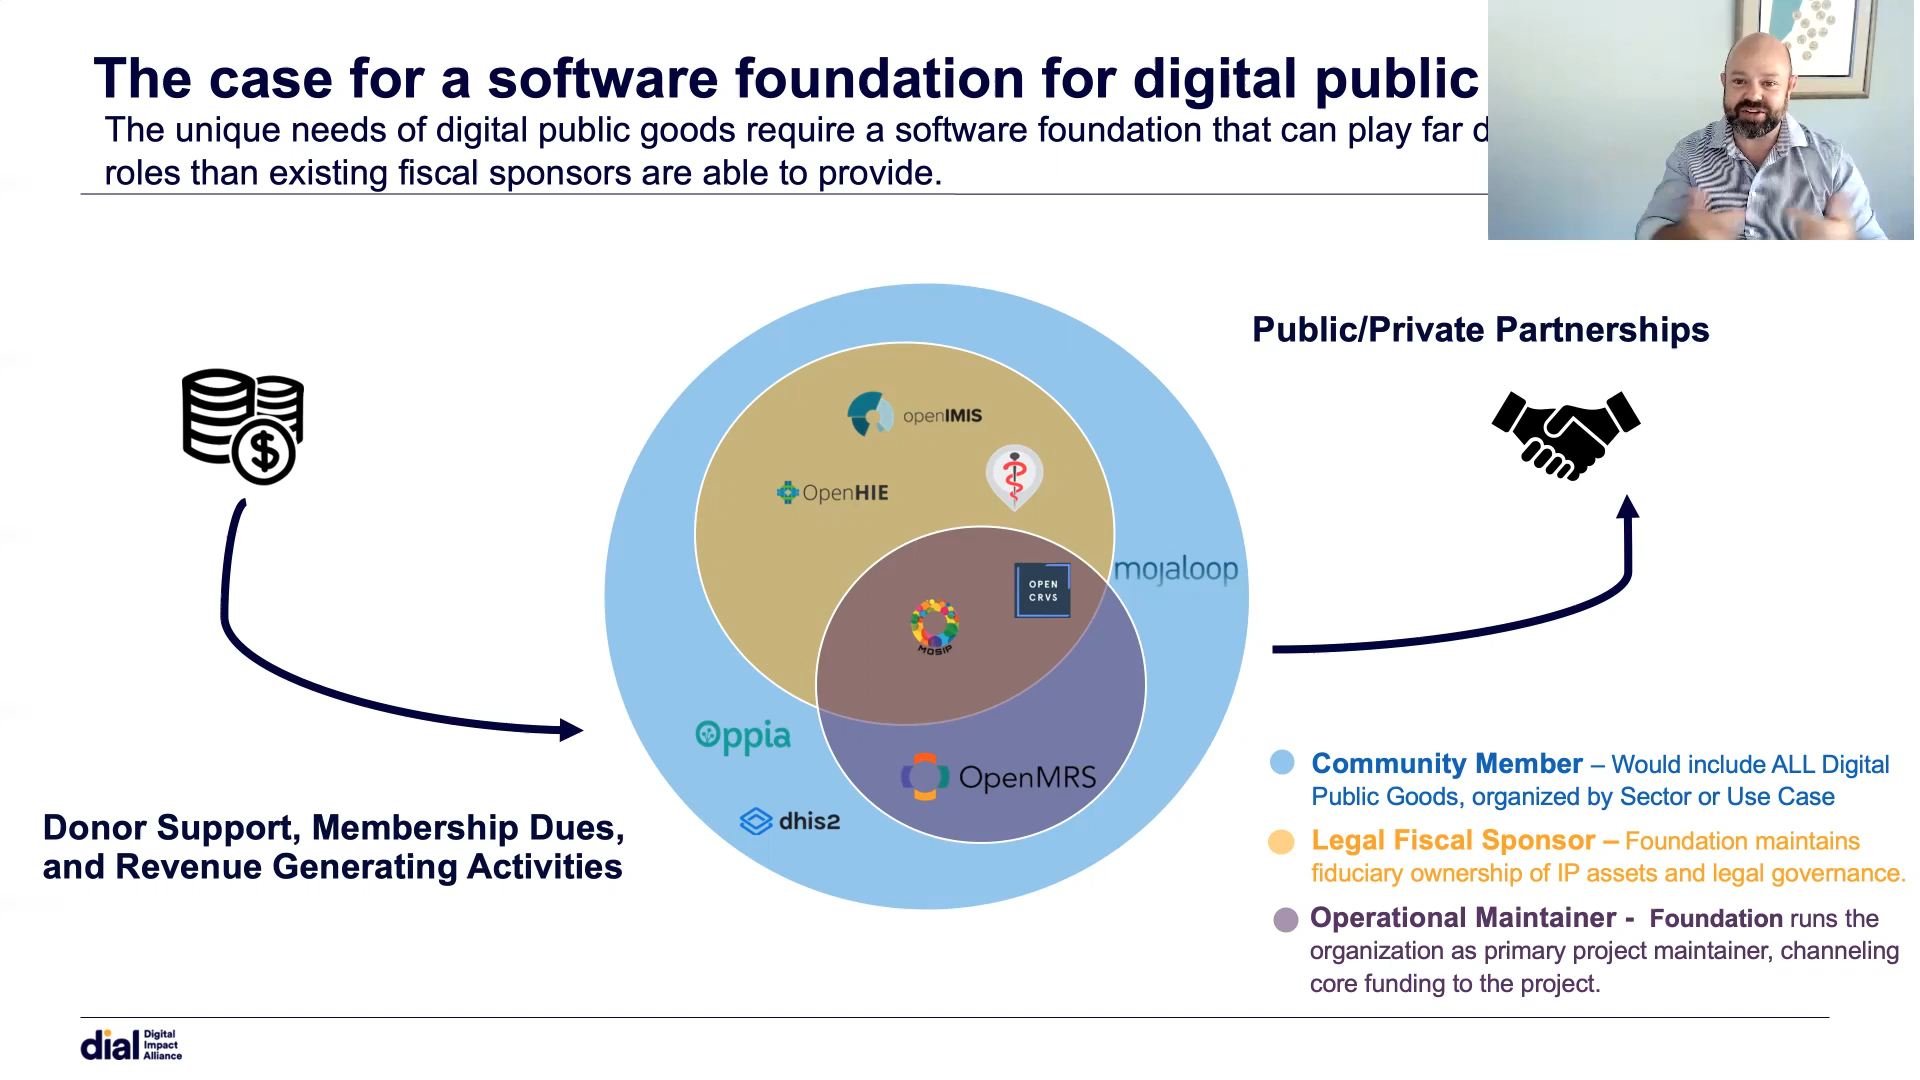 The case for a software foundation for digital public
The unique needs of digital public goods require a software foundation that can play far d
roles than existing fiscal sponsors are able to provide.
Public/Private Partnerships
openIMIS
OpenHIE
mojaloop
OPEN
CRVS
MOSIP
Oppia
OpenMRS
dhis2
$
Donor Support, Membership Dues,
and Revenue Generating Activities
Community Member – Would include ALL Digital
Public Goods, organized by Sector or Use Case
Legal Fiscal Sponsor – Foundation maintains
fiduciary ownership of IP assets and legal governance.
Operational Maintainer - Foundation runs the
organization as primary project maintainer, channeling
core funding to the project.
dial Digital
Impact
Alliance